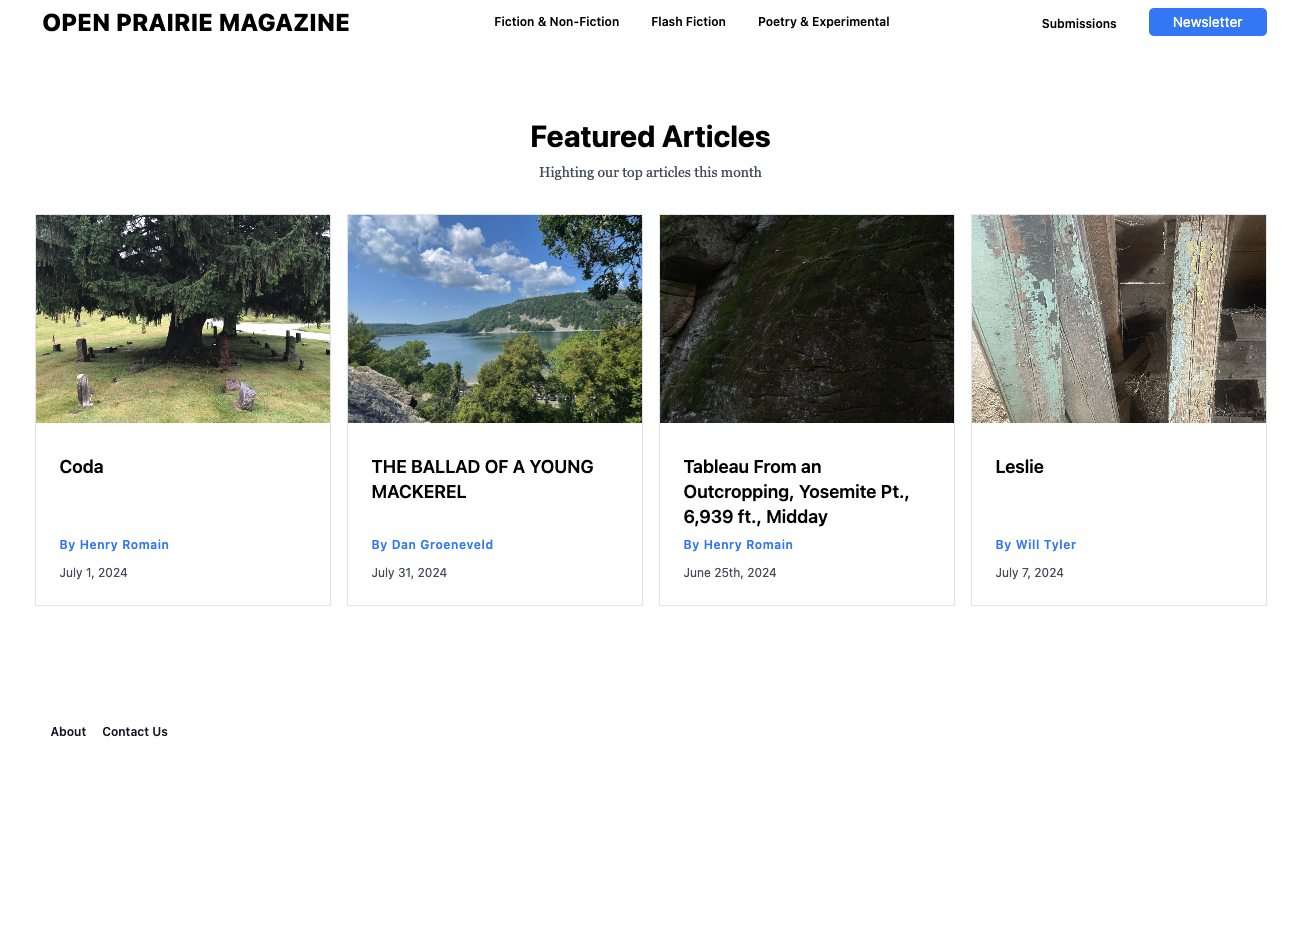 OPEN PRAIRIE MAGAZINE
Fiction & Non-Fiction
Flash Fiction
Poetry & Experimental
Submissions
Newsletter
Featured Articles
Highting our top articles this month
Coda
By Henry Romain
July 1, 2024
THE BALLAD OF A YOUNG
MACKEREL
By Dan Groeneveld
July 31, 2024
Tableau From an
Outcropping, Yosemite Pt.,
6,939 ft., Midday
By Henry Romain
June 25th, 2024
Leslie
By Will Tyler
July 7, 2024
About
Contact Us